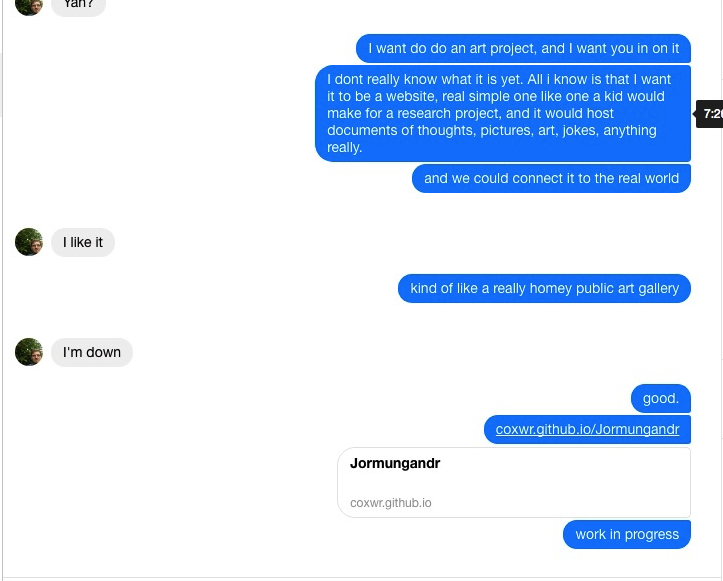 Yah?
I want do do an art project, and I want you in on it
I dont really know what it is yet. All i know is that I want
it to be a website, real simple one like one a kid would
make for a research project, and it would host
documents of thoughts, pictures, art, jokes, anything
really.
7:26
and we could connect it to the real world
I like it
kind of like a really homey public art gallery
I'm down
good.
coxwr.github.io/Jormungandr
Jormungandr
coxwr.github.io
work in progress